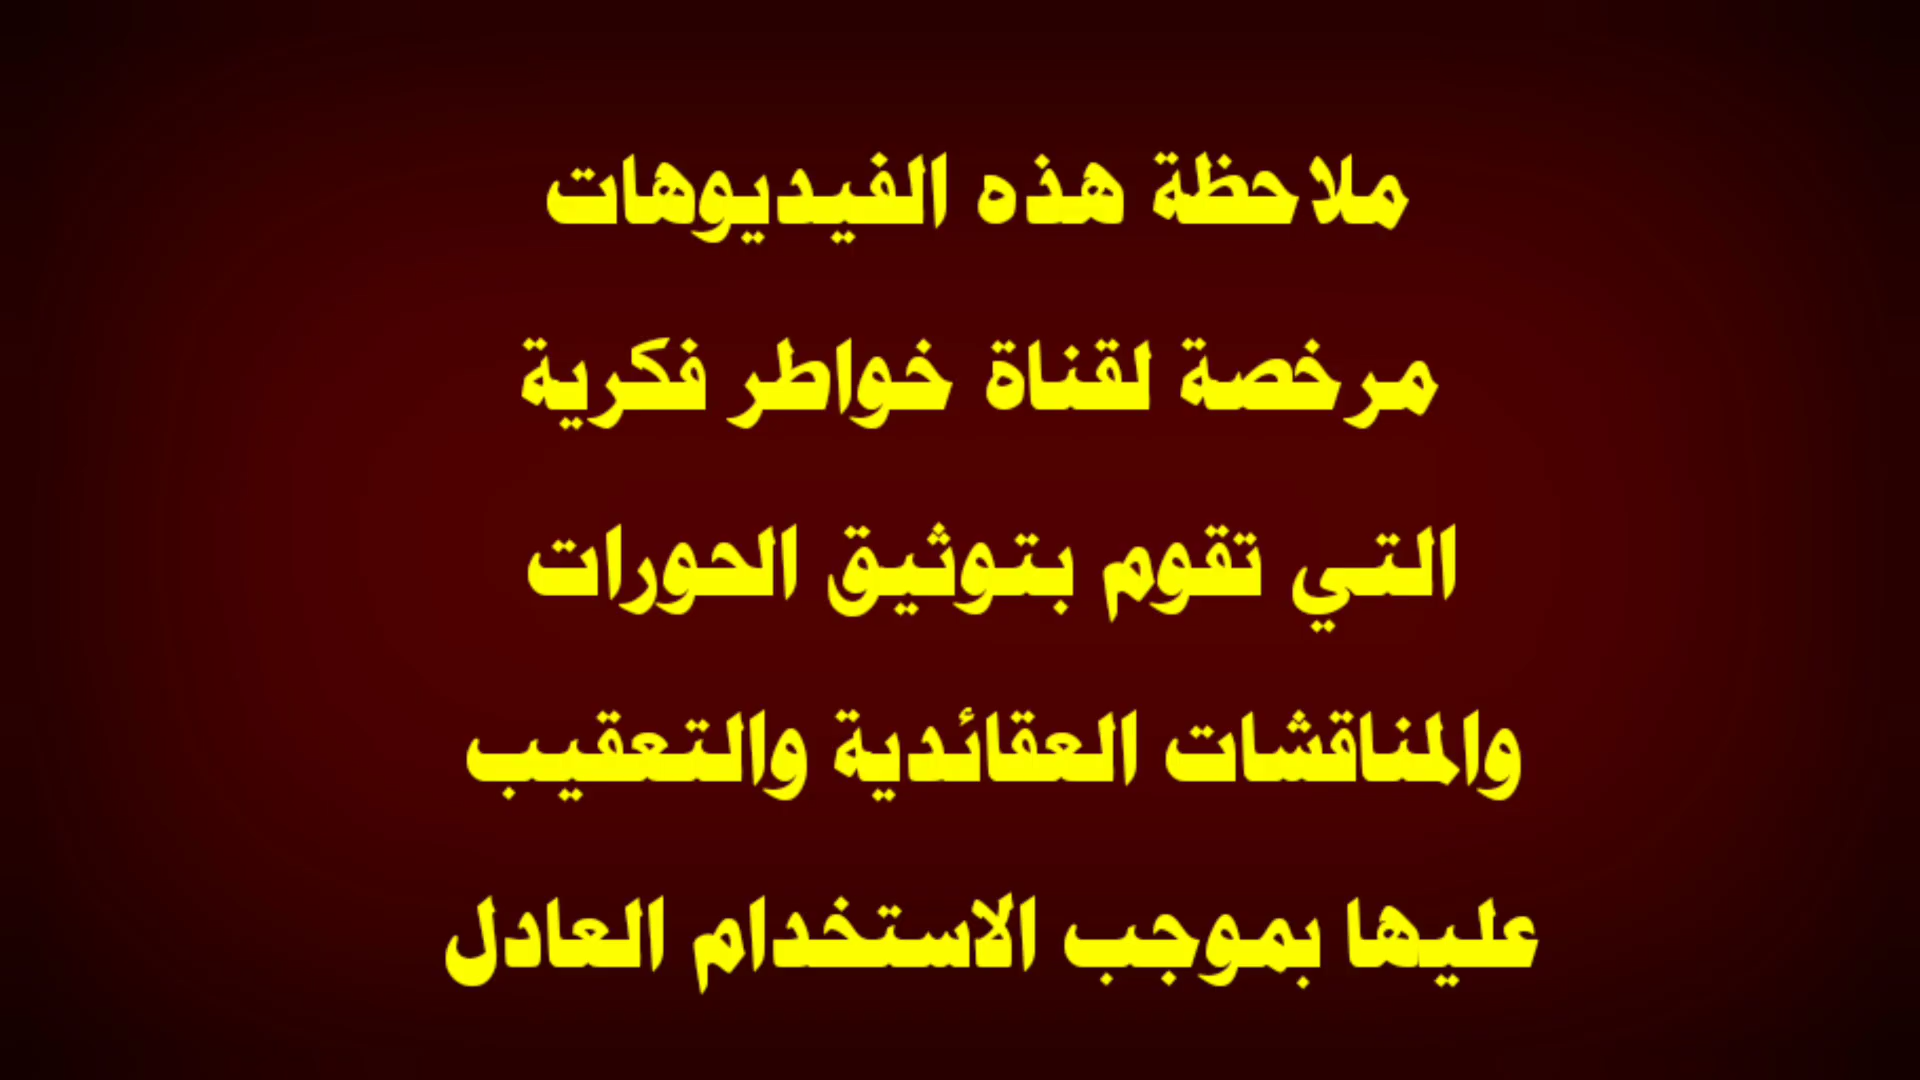 ملاحظة هذه الفيديوهات
مرخصة لقناة خواطر فكرية
التي تقوم بتوثيق الحورات
والمناقشات العقائدية والتعقيب
عليها بموجب الاستخدام العادل